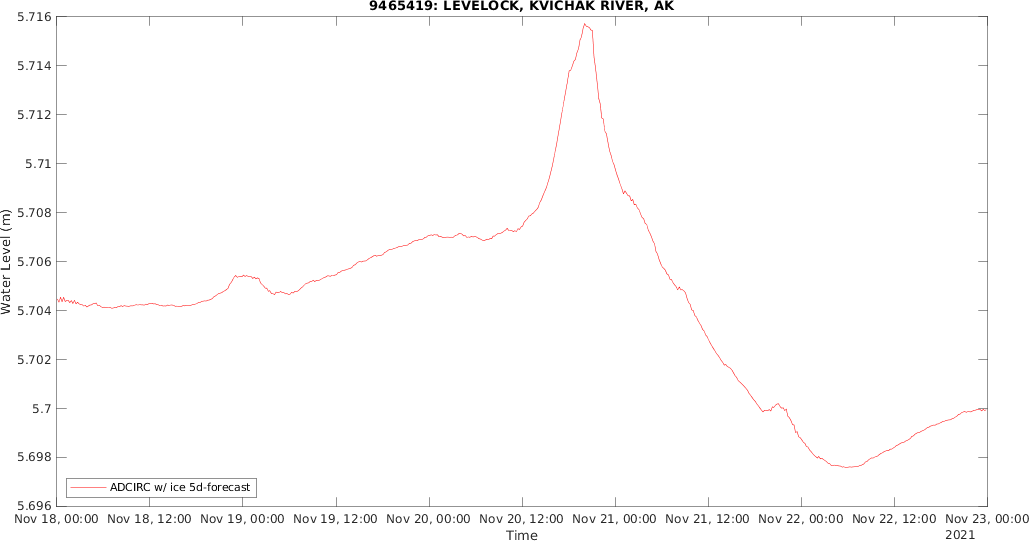 9465419: LEVELOCK, KVICHAK RIVER, AK
5.716
5.714
5.712
5.71
5.708
5.706
5.704
5.702
5.7
5.698
5.696
Water Level (m)
ADCIRC w/ ice 5d-forecast
Nov 18, 00:00 Nov 18, 12:00 Nov 19, 00:00 Nov 19, 12:00 Nov 20, 00:00 Nov 20, 12:00 Nov 21, 00:00 Nov 21, 12:00 Nov 22, 00:00 Nov 22, 12:00 Nov 23, 00:00
Time
2021